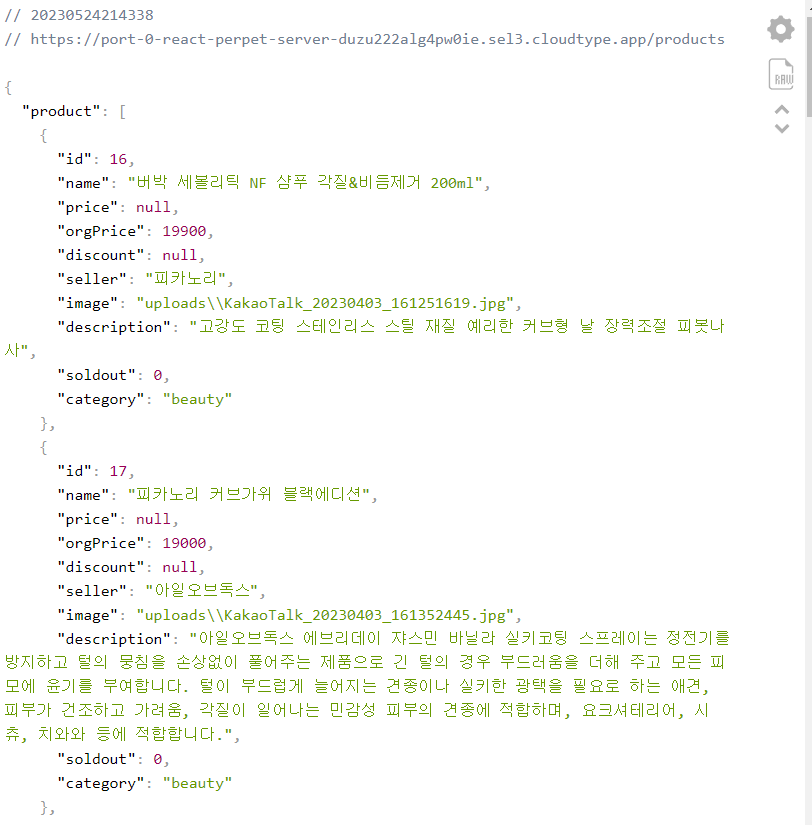 // 20230524214338
// https://port-0-react-perpet-server-duzu222alg4pw0ie.sel3.cloudtype.app/products
RAW
{
"product": [
{
"id": 16,
"name": "버박 세볼리틱 NF 샴푸 각질&비듬제거 200ml",
"price": null,
"orgPrice": 19900,
"discount": null,
"seller": "피카노리",
"image": "uploads\\KakaoTalk_20230403_161251619.jpg",
"description": "고강도 코팅 스테인리스 스틸 재질 예리한 커브형 날 장력조절 피봇나
사",
"soldout": 0,
"category": "beauty"
},
{
"id": 17,
"name": "피카노리 커브가위 블랙에디션",
"price": null,
"orgPrice": 19000,
"discount": null,
"seller": "아일오브독스",
"image": "uploads\\KakaoTalk_20230403_161352445.jpg",
"description": "아일오브독스 에브리데이 쟈스민 바닐라 실키코팅 스프레이는 정전기를
방지하고 털의 뭉침을 손상없이 풀어주는 제품으로 긴 털의 경우 부드러움을 더해 주고 모든 피
모에 윤기를 부여합니다. 털이 부드럽게 늘어지는 견종이나 실키한 광택을 필요로 하는 애견,
피부가 건조하고 가려움, 각질이 일어나는 민감성 피부의 견종에 적합하며, 요크셔테리어, 시
츄, 치와와 등에 적합합니다.",
"soldout": 0,
"category": "beauty"
},